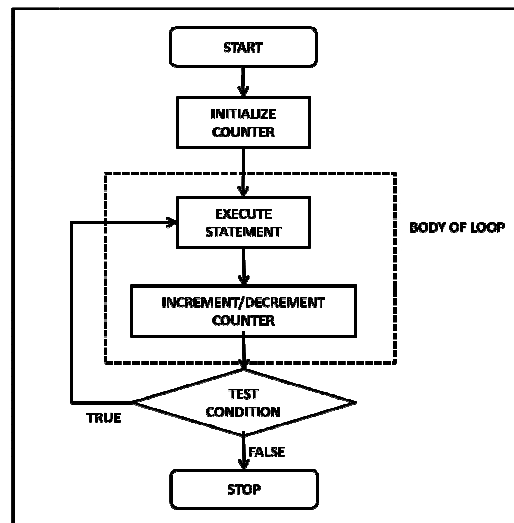 START
INITIALIZE
COUNTER
EXECUTE
STATEMENT
BODY OF LOOP
INCREMENT/DECREMENT
COUNTER
TEST
CONDITION
TRUE
FALSE
STOP